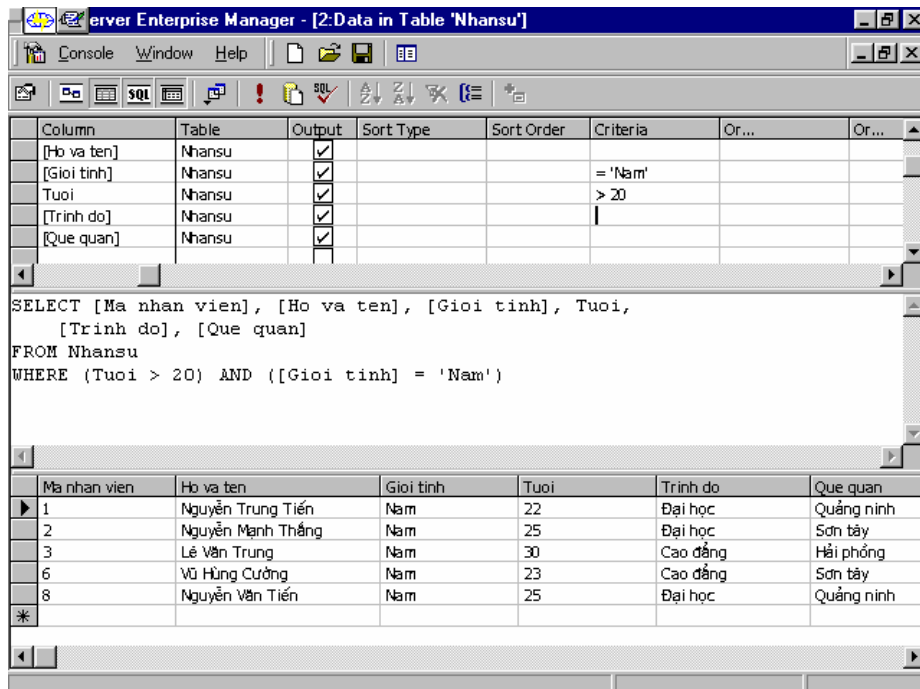 erver Enterprise Manager - [2:Data in Table 'Nhansu']
Console Window Help
SQL SQL
Column Table Output Sort Type Sort Order Criteria Or... Or...
[Ho va ten] Nhansu
[Gioi tinh] Nhansu = 'Nam'
Tuoi Nhansu > 20
[Trinh do] Nhansu
[Que quan] Nhansu
SELECT [Ma nhan vien], [Ho va ten], [Gioi tinh], Tuoi,
[Trinh do], [Que quan]
FROM Nhansu
WHERE (Tuoi > 20) AND ([Gioi tinh] = 'Nam')
Ma nhan vien Ho va ten Gioi tinh Tuoi Trinh do Que quan
1 Nguyễn Trung Tiến Nam 22 Đại học Quảng ninh
2 Nguyễn Mạnh Thắng Nam 25 Đại học Sơn tây
3 Lê Văn Trung Nam 30 Cao đẳng Hải phồng
6 Vũ Hùng Cường Nam 23 Cao đẳng Sơn tây
8 Nguyễn Văn Tiến Nam 25 Đại học Quảng ninh